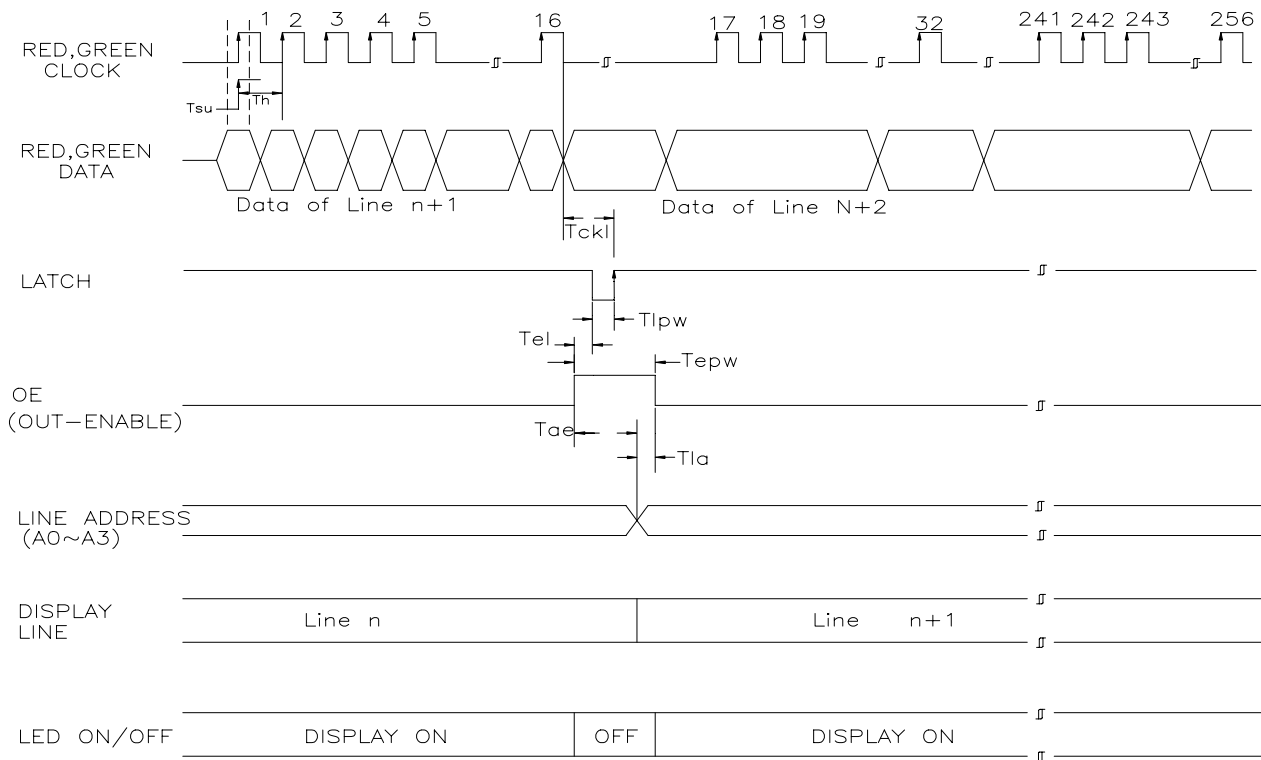 1 2 3 4 5 16 17 18 19 32 241 242 243 256
RED,GREEN
CLOCK
Tsu
Th
RED,GREEN
DATA
Data of Line n+1
Data of Line N+2
Tckl
LATCH
Tlpw
Tel
Tepw
OE
(OUT-ENABLE)
Tae
Tla
LINE ADDRESS
(A0~A3)
DISPLAY
LINE
Line n
Line n+1
LED ON/OFF
DISPLAY ON
OFF
DISPLAY ON